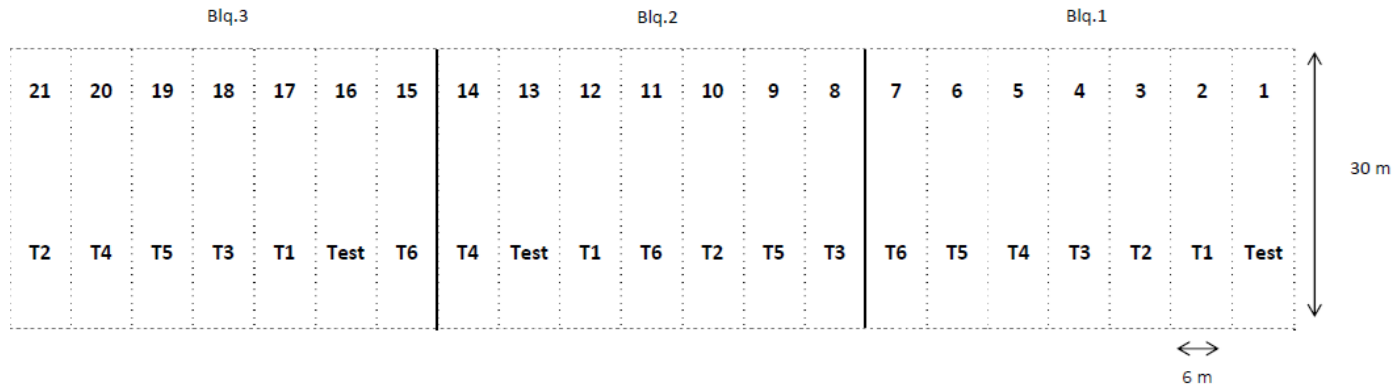 Blq.3 Blq.2 Blq.1
21 20 19 18 17 16 15 14 13 12 11 10 9 8 7 6 5 4 3 2 1
30 m
T2 T4 T5 T3 T1 Test T6 T4 Test T1 T6 T2 T5 T3 T6 T5 T4 T3 T2 T1 Test
6 m